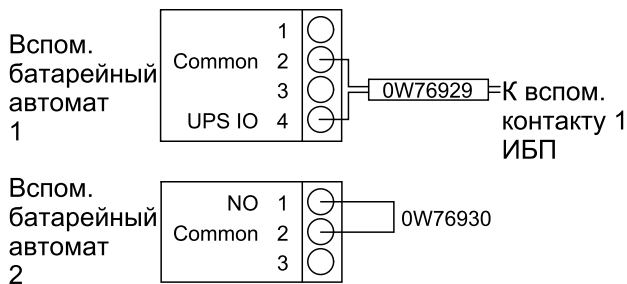 Вспом.
батарейный
автомат
1
1
Common 2
3
UPS IO 4
0W76929
К вспом.
контакту 1
ИБП
Вспом.
батарейный
автомат
2
NO 1
Common 2
3
0W76930